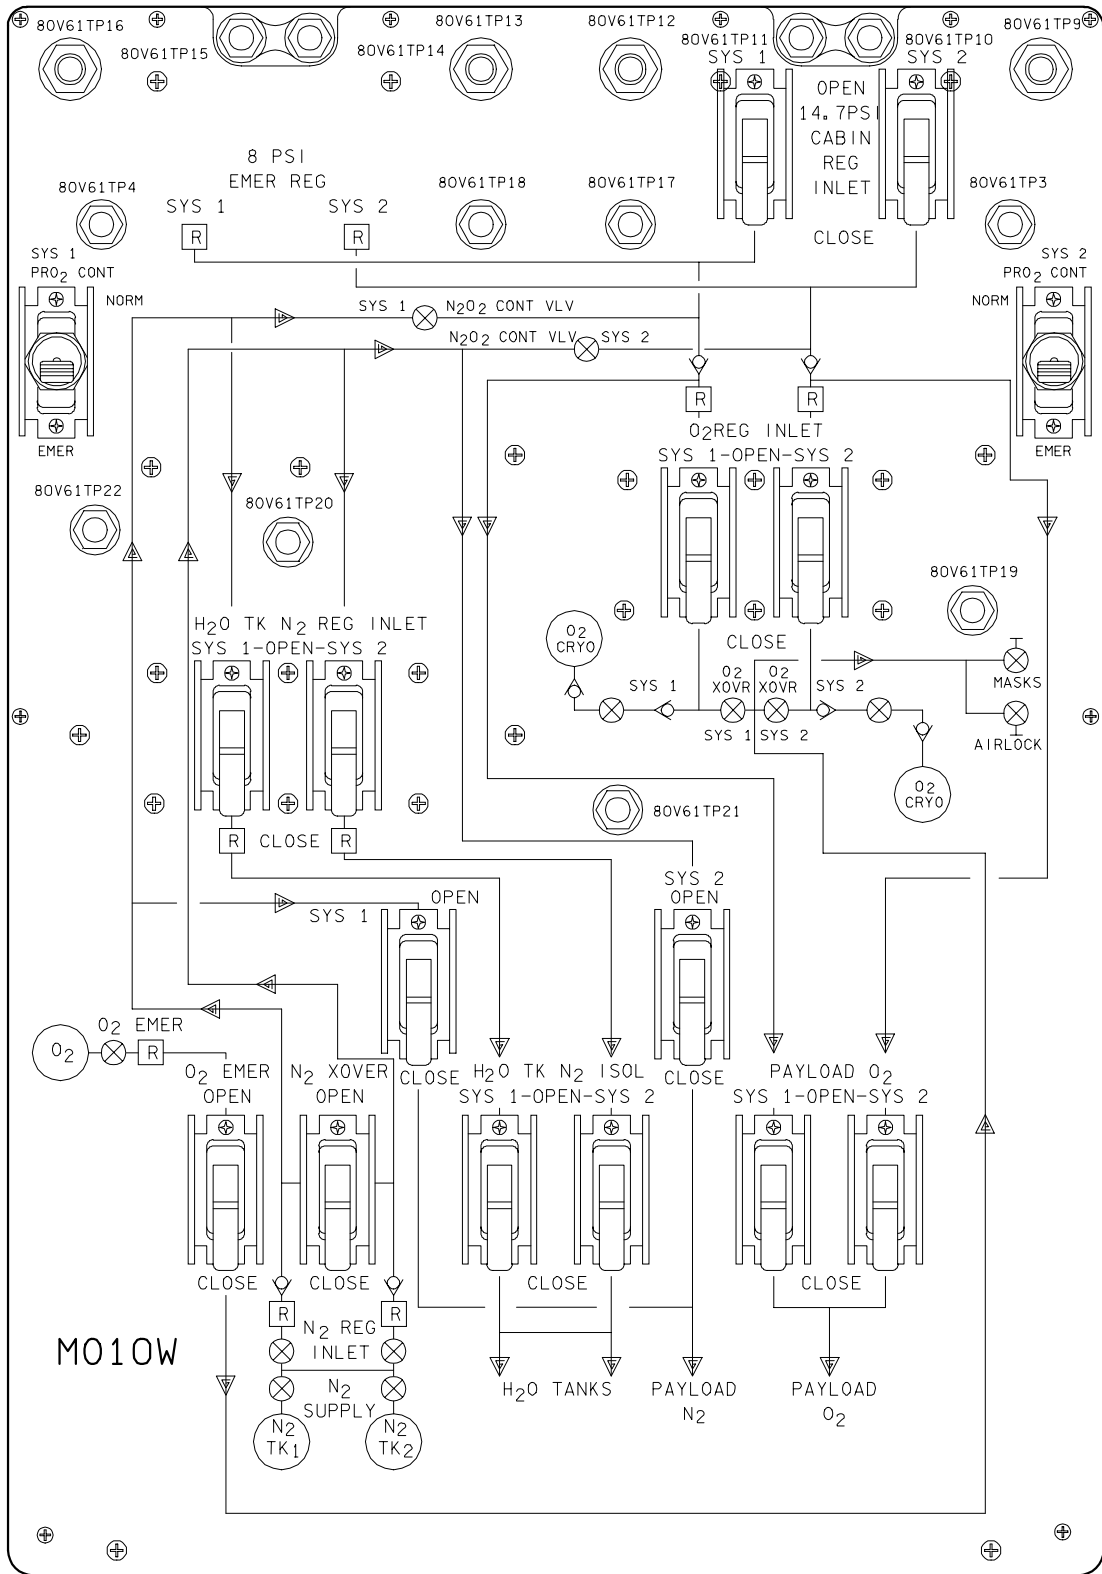 80V61TP16
80V61TP15
80V61TP14
80V61TP13
80V61TP12
80V61TP11
SYS 1
80V61TP10
SYS 2
80V61TP9
OPEN
14.7PSI
CABIN
REG
INLET
CLOSE
8 PSI
EMER REG
SYS 1
SYS 2
R
R
80V61TP4
80V61TP18
80V61TP17
80V61TP3
SYS 1
PRO2 CONT
NORM
EMER
SYS 2
PRO2 CONT
NORM
EMER
SYS 1
N2O2 CONT VLV
N2O2 CONT VLV
SYS 2
R
R
O2REG INLET
SYS 1-OPEN-SYS 2
CLOSE
80V61TP22
80V61TP20
80V61TP19
H2O TK N2 REG INLET
SYS 1-OPEN-SYS 2
R
CLOSE
R
O2
CRYO
SYS 1
O2
XOVR
O2
XOVR
SYS 2
SYS 1
SYS 2
MASKS
AIRLOCK
O2
CRYO
80V61TP21
SYS 1
OPEN
CLOSE
SYS 2
OPEN
CLOSE
O2
O2 EMER
R
O2 EMER
OPEN
CLOSE
N2 XOVER
OPEN
CLOSE
H2O TK N2 ISOL
SYS 1-OPEN-SYS 2
CLOSE
PAYLOAD O2
SYS 1-OPEN-SYS 2
CLOSE
R
R
N2 REG
INLET
N2
SUPPLY
N2
TK1
N2
TK2
H2O TANKS
PAYLOAD
N2
PAYLOAD
O2
MO10W